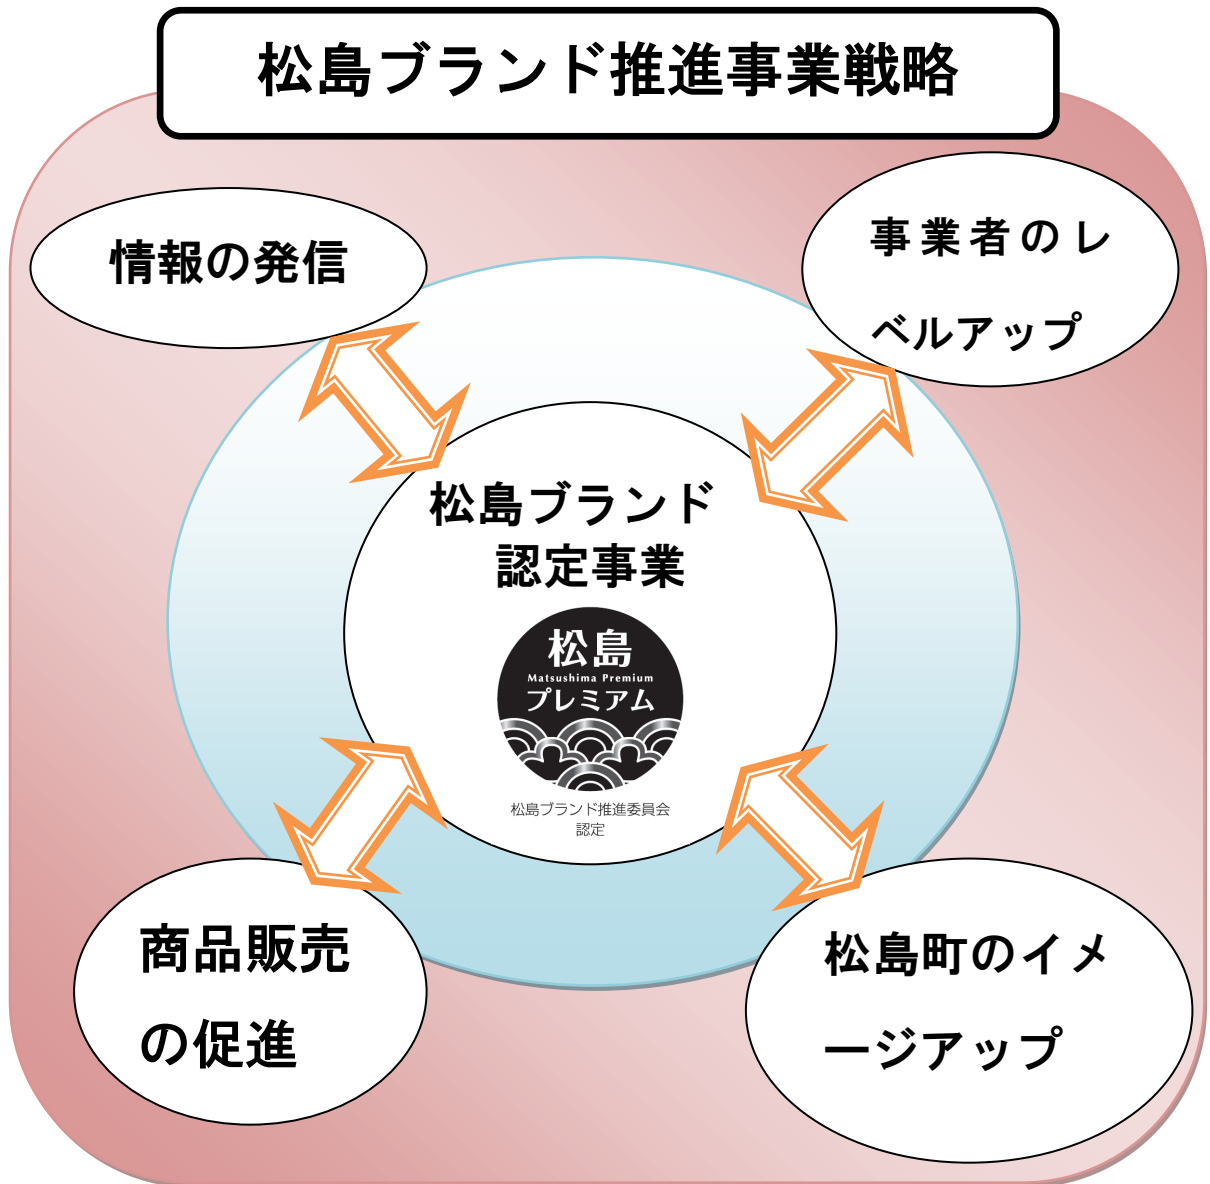 松島ブランド推進事業戦略
情報の発信
事業者のレ
ベルアップ
松島ブランド
認定事業
松島
Matsushima Premium
プレミアム
松島ブランド推進委員会
認定
商品販売
の促進
松島町のイメ
ージアップ